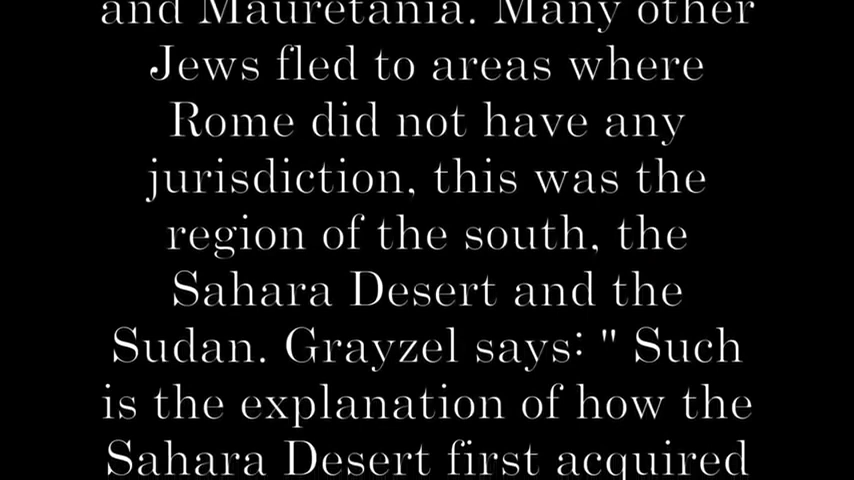 and Mauretania. Many other
Jews fled to areas where
Rome did not have any
jurisdiction, this was the
region of the south, the
Sahara Desert and the
Sudan. Grayzel says: " Such
is the explanation of how the
Sahara Desert first acquired